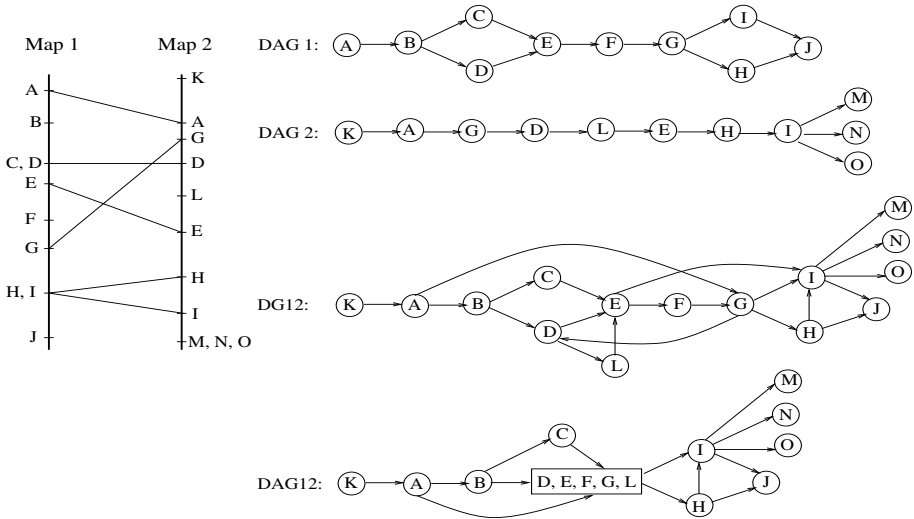 Map 1
Map 2
A
B
C, D
E
F
G
H, I
J
K
A
G
D
L
E
H
I
M, N, O
DAG 1:
A
B
C
D
E
F
G
I
H
J
DAG 2:
K
A
G
D
L
E
H
I
M
N
O
DG12:
K
A
B
C
D
E
L
F
G
I
H
J
M
N
O
DAG12:
K
A
B
C
D, E, F, G, L
I
H
J
M
N
O